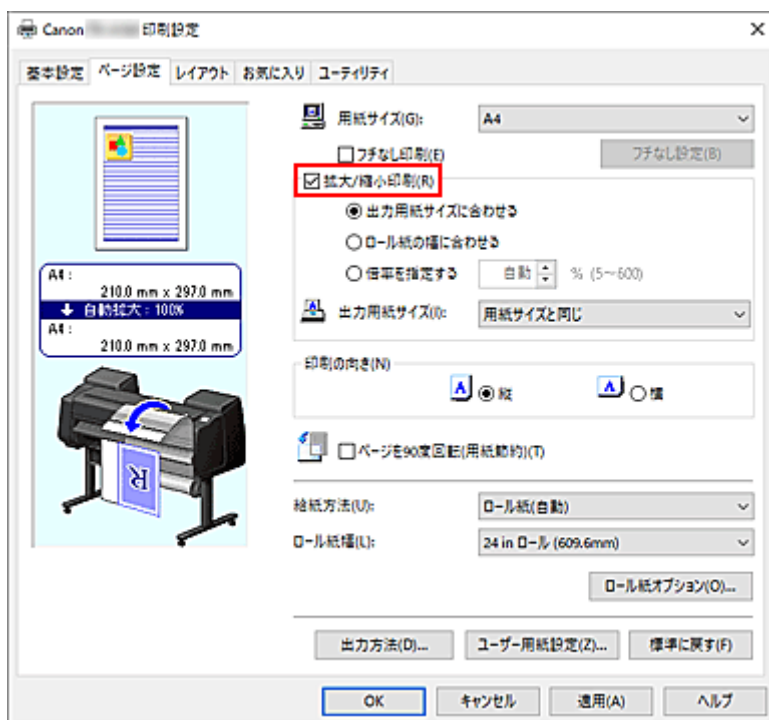 Canon 印刷設定
基本設定 ページ設定 レイアウト お気に入り ユーティリティ
用紙サイズ(G): A4
フチなし印刷(E) フチなし設定(B)
拡大/縮小印刷(R)
出力用紙サイズに合わせる
ロール紙の幅に合わせる
倍率を指定する 自動 % (5～600)
出力用紙サイズ(I): 用紙サイズと同じ
A4 :
210.0 mm x 297.0 mm
自動拡大 : 100%
A4 :
210.0 mm x 297.0 mm
印刷の向き(N)
A 縦 A 横
R
ページを90度回転(用紙節約)(T)
給紙方法(U): ロール紙(自動)
ロール紙幅(L): 24 in ロール (609.6mm)
ロール紙オプション(O)...
出力方法(D)... ユーザー用紙設定(Z)... 標準に戻す(F)
OK キャンセル 適用(A) ヘルプ